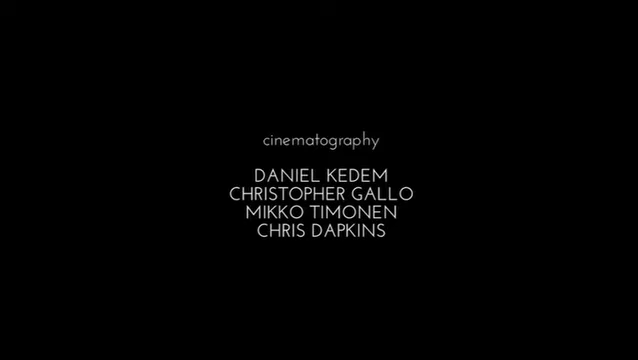 cinematography
DANIEL KEDEM
CHRISTOPHER GALLO
MIKKO TIMONEN
CHRIS DAPKINS